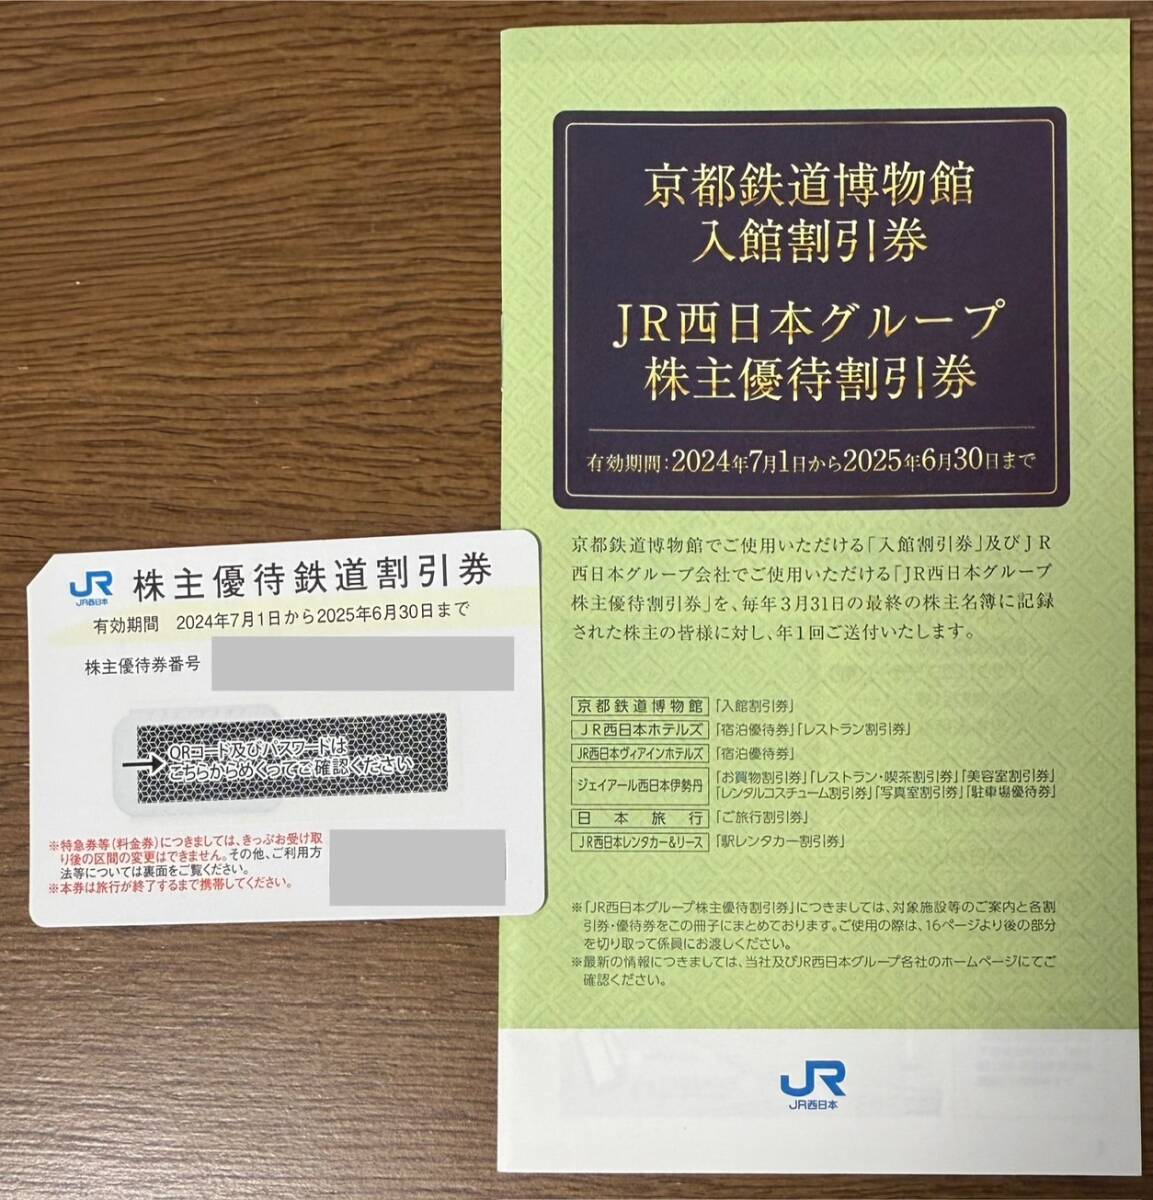 京都鉄道博物館
入館割引券
JR西日本グループ
株主優待割引券
有効期間:2024年7月1日から2025年6月30日まで
京都鉄道博物館でご使用いただける「入館割引券」及びJR
西日本グループ会社でご使用いただける「JR西日本グループ
株主優待割引券」を、毎年3月31日の最終の株主名簿に記録
された株主の皆様に対し、年1回ご送付いたします。
京都鉄道博物館 「入館割引券」
JR西日本ホテルズ 「宿泊優待券」「レストラン割引券」
JR西日本ヴィアインホテルズ 「宿泊優待券」
ジェイアール西日本伊勢丹 「お買物割引券」「レストラン・喫茶割引券」「美容室割引券」
「レンタルコスチューム割引券」「写真室割引券」「駐車場優待券」
日本旅行 「ご旅行割引券」
JR西日本レンタカー&リース 「駅レンタカー割引券」
※「JR西日本グループ株主優待割引券」につきましては、対象施設等のご案内と各割
引券・優待券をこの冊子にまとめております。ご使用の際は、16ページより後の部分
を切り取って係員にお渡しください。
※最新の情報につきましては、当社及びJR西日本グループ各社のホームページにてご
確認ください。
JR
JR西日本
JR
JR西日本
株主優待鉄道割引券
有効期間 2024年7月1日から2025年6月30日まで
株主優待券番号
→ QRコード及びパスワードは
こちらからめくってご確認ください
※特急券等(料金券)につきましては、きっぷお受け取
り後の区間の変更はできません。その他、ご利用方
法等については裏面をご覧ください。
※本券は旅行が終了するまで携帯してください。